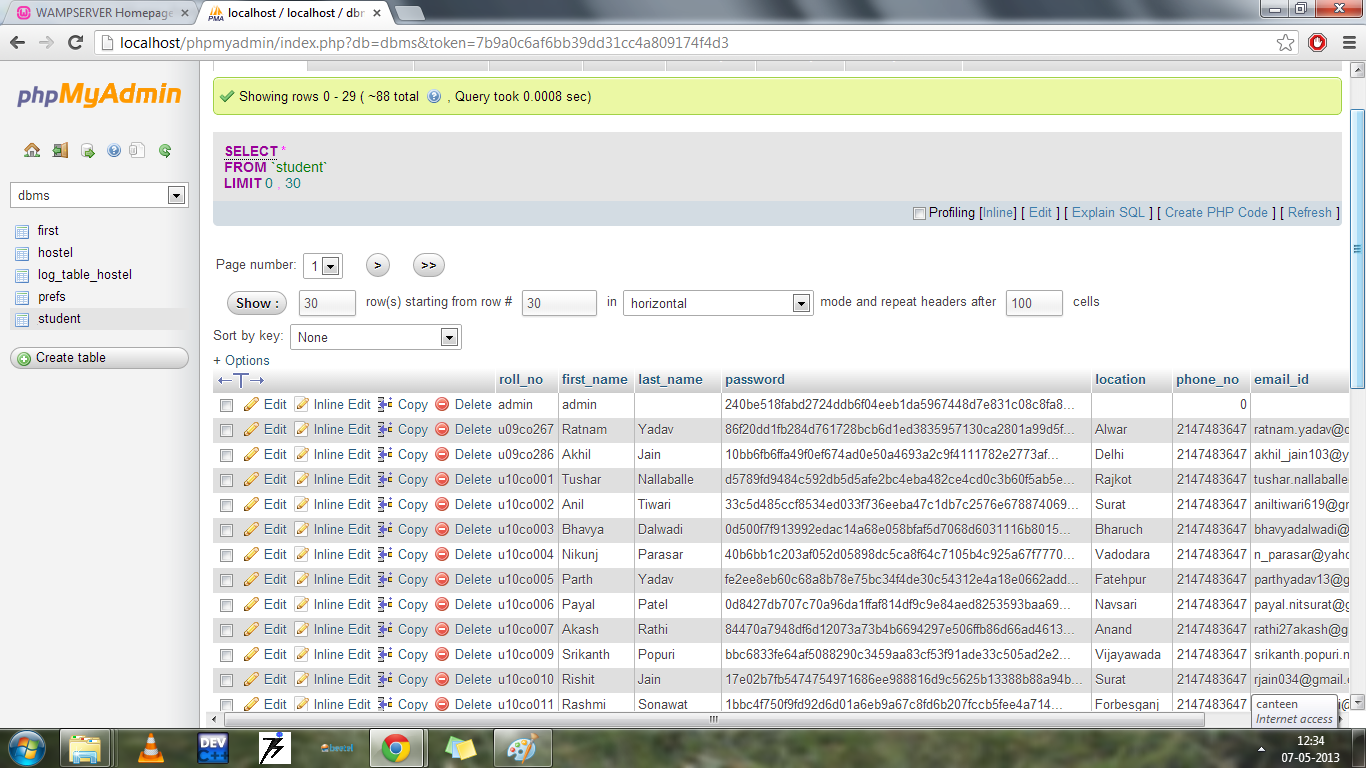 WAMPSERVER Homepage
localhost / localhost / dbm
localhost/phpmyadmin/index.php?db=dbms&token=7b9a0c6af6bb39dd31cc4a809174f4d3
phpMyAdmin
dbms
first
hostel
log_table_hostel
prefs
student
Create table
Showing rows 0 - 29 ( ~88 total , Query took 0.0008 sec)
SELECT *
FROM `student`
LIMIT 0 , 30
Profiling [Inline] [ Edit ] [ Explain SQL ] [ Create PHP Code ] [ Refresh ]
Page number: 1 > >>
Show : 30 row(s) starting from row # 30 in horizontal mode and repeat headers after 100 cells
Sort by key: None
+ Options
←T→ roll_no first_name last_name password location phone_no email_id
Edit Inline Edit Copy Delete admin admin 240be518fabd2724ddb6f04eeb1da5967448d7e831c08c8fa8... 0
Edit Inline Edit Copy Delete u09co267 Ratnam Yadav 86f20dd1fb284d761728bcb6d1ed3835957130ca2801a99d5f... Alwar 2147483647 ratnam.yadav@c
Edit Inline Edit Copy Delete u09co286 Akhil Jain 10bb6fb6ffa49f0ef674ad0e50a4693a2c9f4111782e2773af... Delhi 2147483647 akhil_jain103@y
Edit Inline Edit Copy Delete u10co001 Tushar Nallaballe d5789fd9484c592db5d5afe2bc4eba482ce4cd0c3b60f5ab5e... Rajkot 2147483647 tushar.nallaballe
Edit Inline Edit Copy Delete u10co002 Anil Tiwari 33c5d485ccf8534ed033f736eeba47c1db7c2576e678874069... Surat 2147483647 aniltiwari619@g
Edit Inline Edit Copy Delete u10co003 Bhavya Dalwadi 0d500f7f913992edac14a68e058bfaf5d7068d6031116b8015... Bharuch 2147483647 bhavyadalwadi@
Edit Inline Edit Copy Delete u10co004 Nikunj Parasar 40b6bb1c203af052d05898dc5ca8f64c7105b4c925a67f7770... Vadodara 2147483647 n_parasar@yaho
Edit Inline Edit Copy Delete u10co005 Parth Yadav fe2ee8eb60c68a8b78e75bc34f4de30c54312e4a18e0662add... Fatehpur 2147483647 parthyadav13@g
Edit Inline Edit Copy Delete u10co006 Payal Patel 0d8427db707c70a96da1ffaf814df9c9e84aed8253593baa69... Navsari 2147483647 payal.nitsurat@g
Edit Inline Edit Copy Delete u10co007 Akash Rathi 84470a7948df6d12073a73b4b6694297e506ffb86d66ad4613... Anand 2147483647 rathi27akash@g
Edit Inline Edit Copy Delete u10co009 Srikanth Popuri bbc6833fe64af5088290c3459aa83cf53f91ade33c505ad2e2... Vijayawada 2147483647 srikanth.popuri.n
Edit Inline Edit Copy Delete u10co010 Rishit Jain 17e02b7fb5474754971686ee988816d9c5625b13388b88a94b... Surat 2147483647 rjain034@gmail.
Edit Inline Edit Copy Delete u10co011 Rashmi Sonawat 1bbc4f750f9fd92d6d01a6eb9a67c8fd6b207fccb5fee4a714... Forbesganj 2147483647
canteen
Internet access
DEV
C++
12:34
07-05-2013